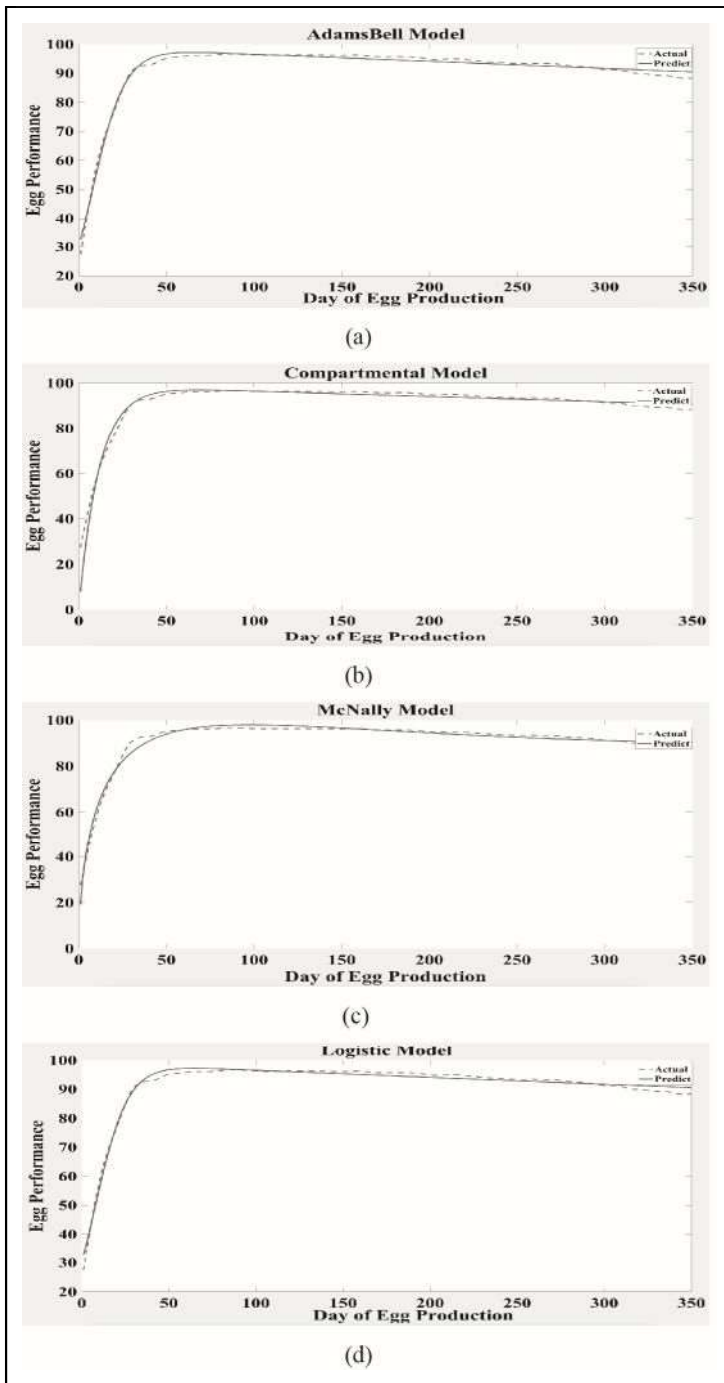 AdamsBell Model
100
90
80
70
60
50
40
30
20
Egg Performance
Actual
Predict
0 50 100 150 200 250 300 350
Day of Egg Production
(a)
Compartmental Model
100
80
60
40
20
0
Egg Performance
Actual
Predict
0 50 100 150 200 250 300 350
Day of Egg Production
(b)
McNally Model
100
80
60
40
20
0
Egg Performance
Actual
Predict
0 50 100 150 200 250 300 350
Day of Egg Production
(c)
Logistic Model
100
90
80
70
60
50
40
30
20
Egg Performance
Actual
Predict
0 50 100 150 200 250 300 350
Day of Egg Production
(d)